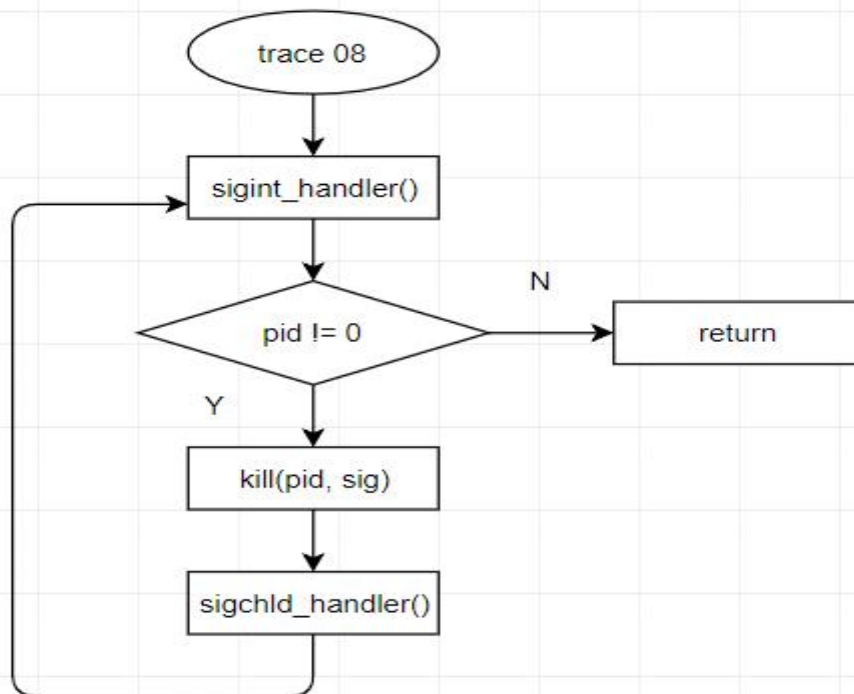 trace 08
sigint_handler()
N
pid != 0
return
Y
kill(pid, sig)
sigchld_handler()